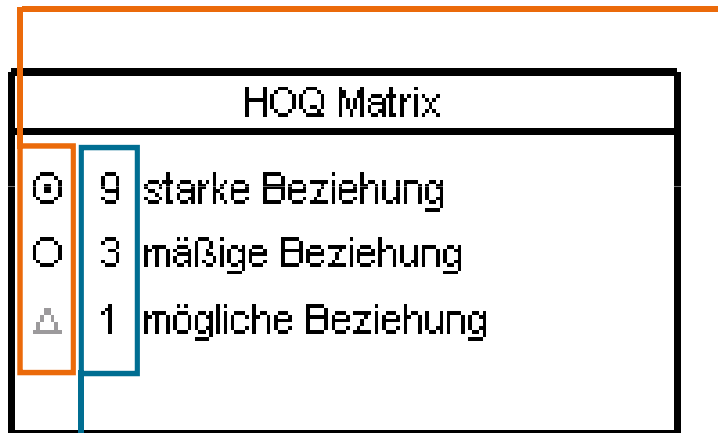 HOQ Matrix
⊙ 9 starke Beziehung
○ 3 mäßige Beziehung
△ 1 mögliche Beziehung